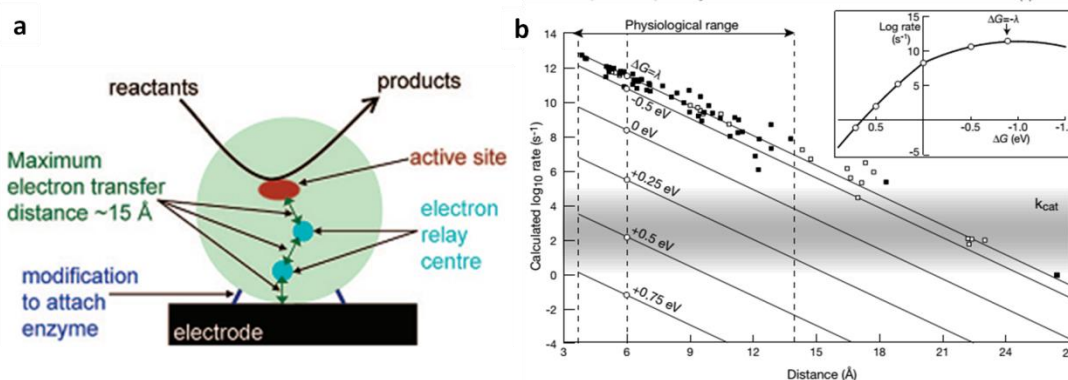 a
reactants
products
Maximum
electron transfer
distance ~15 Å
active site
electron
relay
centre
modification
to attach
enzyme
electrode
b
Physiological range
14
12
10
8
6
4
2
0
-2
-4
Calculated log10 rate (s-1)
ΔG=λ
-0.5 eV
0 eV
+0.25 eV
+0.5 eV
+0.75 eV
kcat
3
6
9
12
15
18
21
24
Distance (Å)
ΔG=-λ
Log rate
(s-1)
15
10
5
-5
0.5
-0.5
-1.0
ΔG (eV)